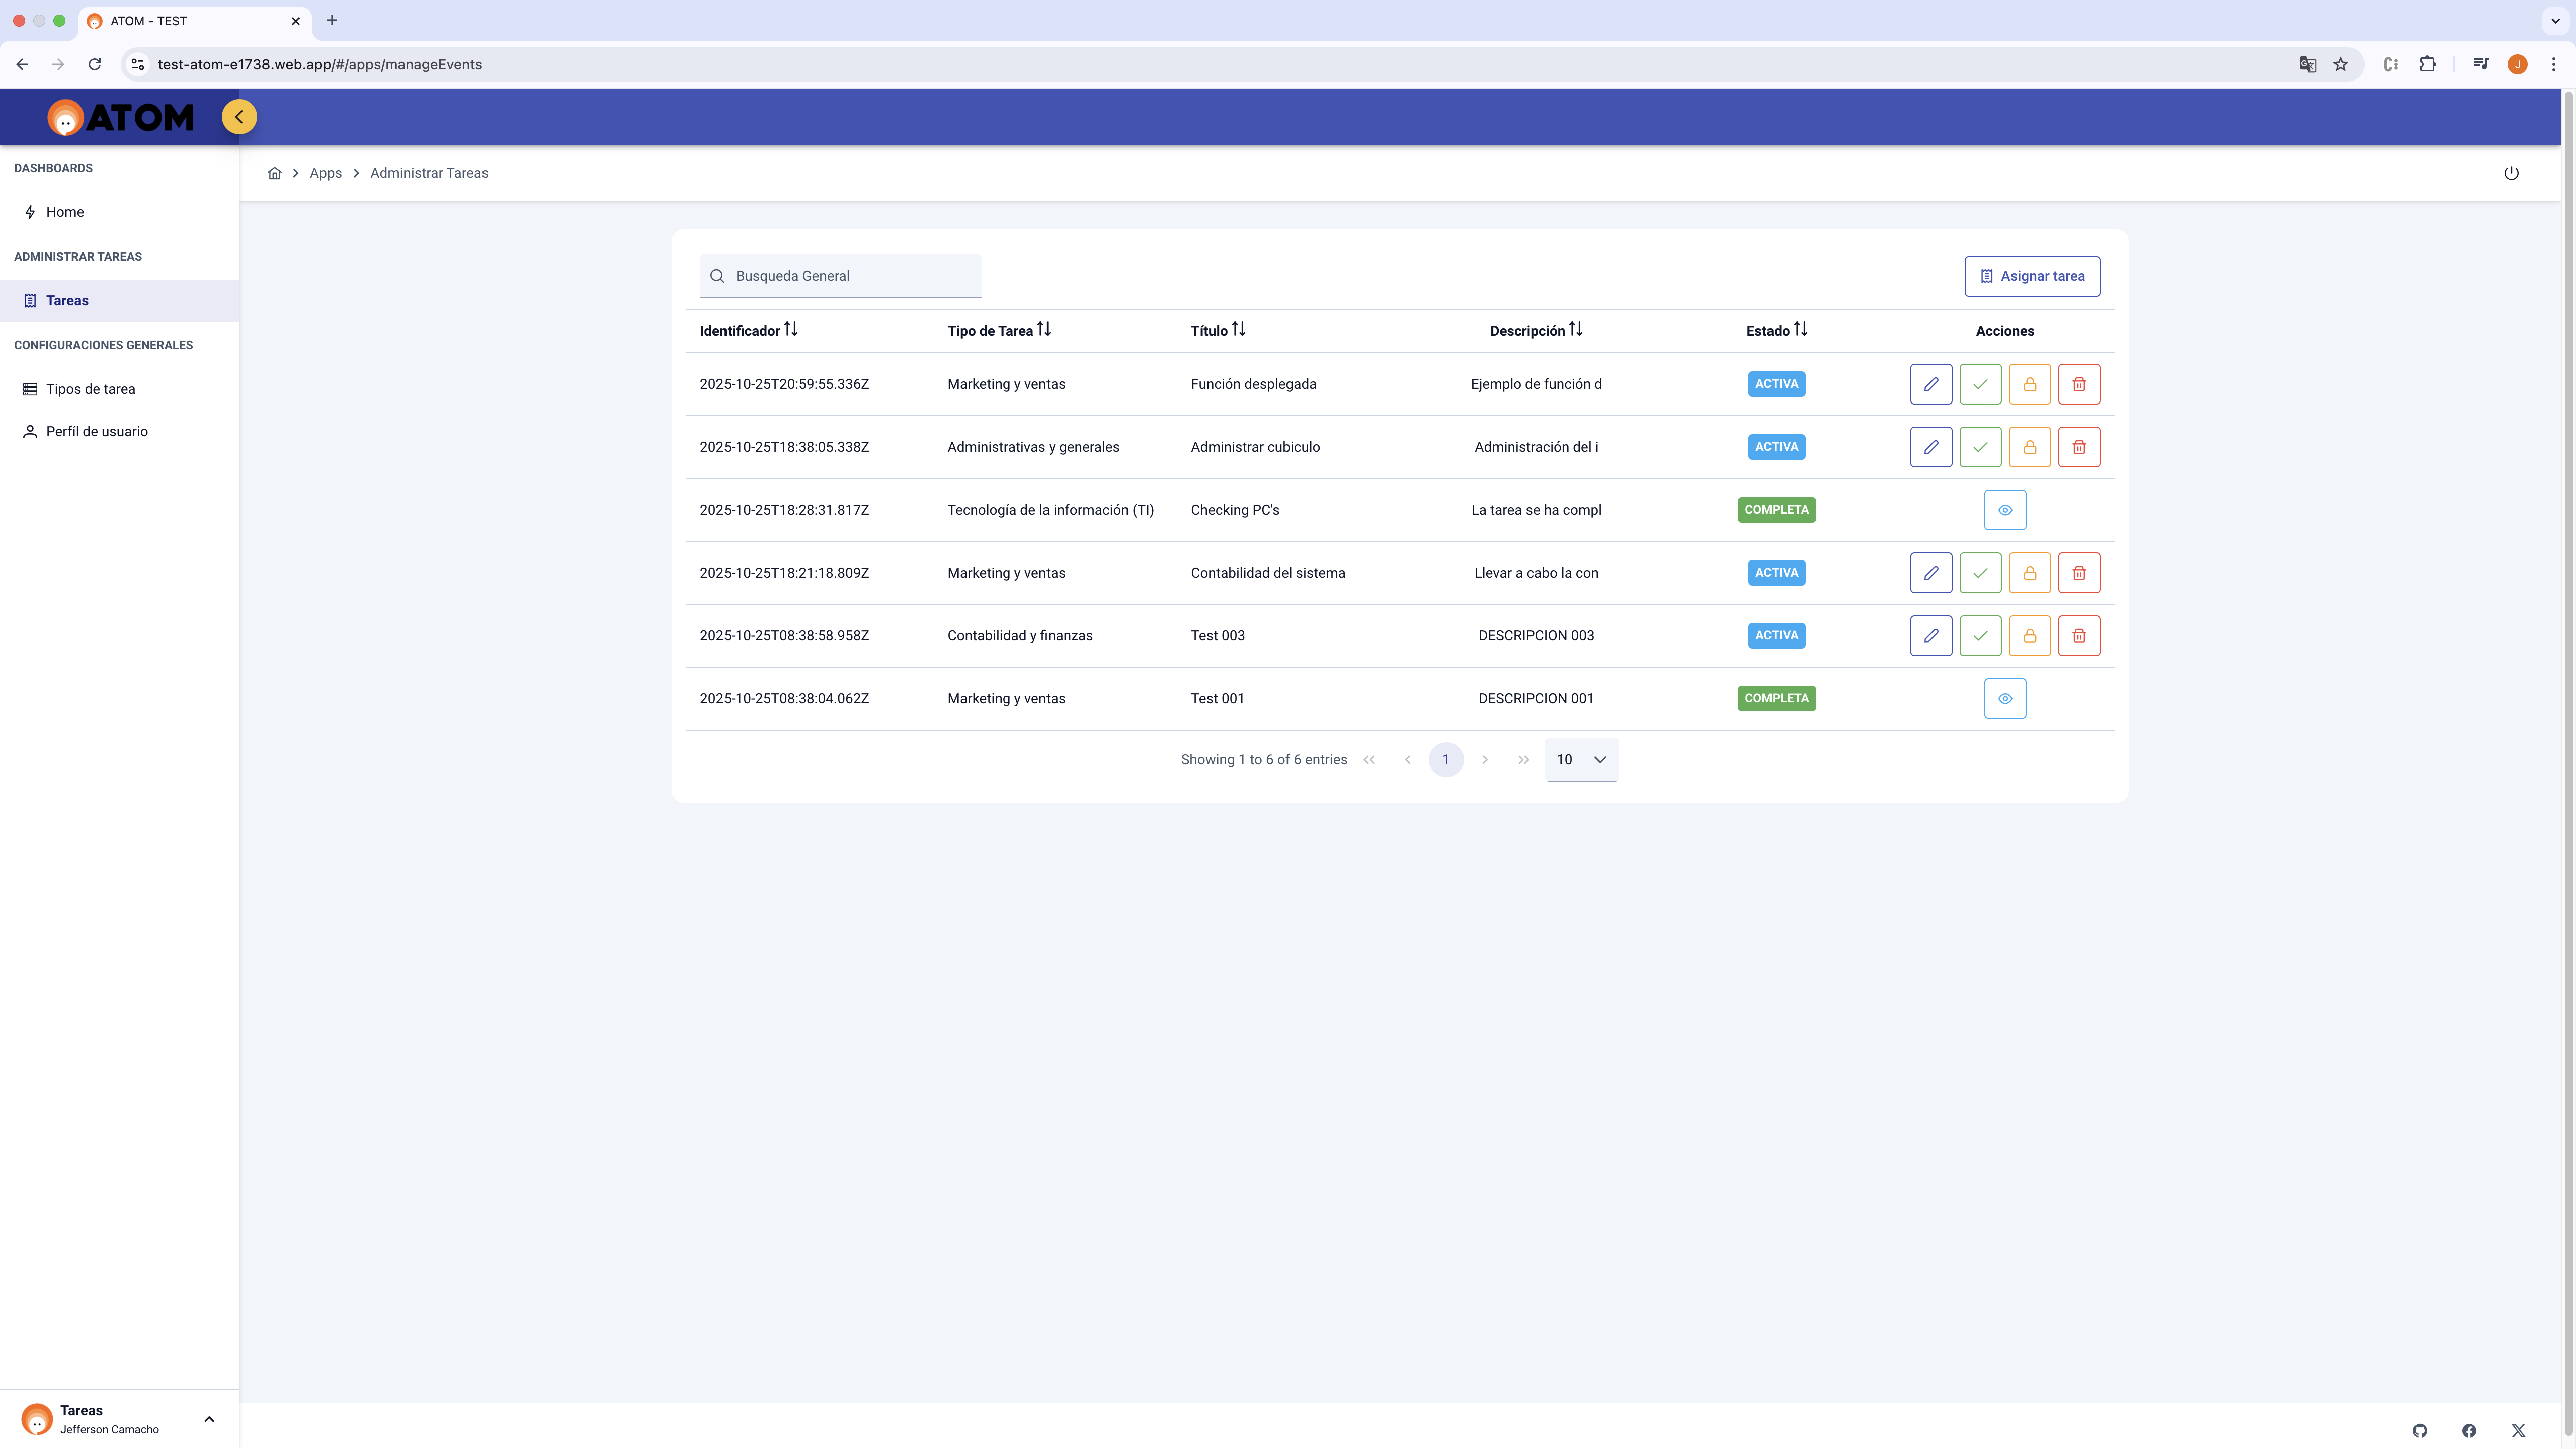 ATOM - TEST
test-atom-e1738.web.app/#/apps/manageEvents
J
ATOM
DASHBOARDS
Home
ADMINISTRAR TAREAS
Tareas
CONFIGURACIONES GENERALES
Tipos de tarea
Perfíl de usuario
Apps Administrar Tareas
Busqueda General
Asignar tarea
Identificador Tipo de Tarea Título Descripción Estado Acciones
2025-10-25T20:59:55.336Z Marketing y ventas Función desplegada Ejemplo de función d ACTIVA
2025-10-25T18:38:05.338Z Administrativas y generales Administrar cubiculo Administración del i ACTIVA
2025-10-25T18:28:31.817Z Tecnología de la información (TI) Checking PC's La tarea se ha compl COMPLETA
2025-10-25T18:21:18.809Z Marketing y ventas Contabilidad del sistema Llevar a cabo la con ACTIVA
2025-10-25T08:38:58.958Z Contabilidad y finanzas Test 003 DESCRIPCION 003 ACTIVA
2025-10-25T08:38:04.062Z Marketing y ventas Test 001 DESCRIPCION 001 COMPLETA
Showing 1 to 6 of 6 entries 1 10
Tareas
Jefferson Camacho